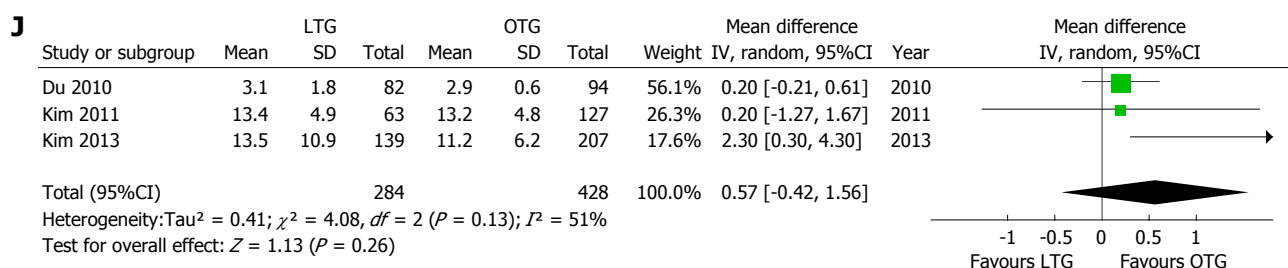 J
LTG OTG Mean difference Mean difference
Study or subgroup Mean SD Total Mean SD Total Weight IV, random, 95%CI Year IV, random, 95%CI
Du 2010 3.1 1.8 82 2.9 0.6 94 56.1% 0.20 [-0.21, 0.61] 2010
Kim 2011 13.4 4.9 63 13.2 4.8 127 26.3% 0.20 [-1.27, 1.67] 2011
Kim 2013 13.5 10.9 139 11.2 6.2 207 17.6% 2.30 [0.30, 4.30] 2013
Total (95%CI) 284 428 100.0% 0.57 [-0.42, 1.56]
Heterogeneity:Tau² = 0.41; χ² = 4.08, df = 2 (P = 0.13); I² = 51%
Test for overall effect: Z = 1.13 (P = 0.26)
-1 -0.5 0 0.5 1
Favours LTG Favours OTG